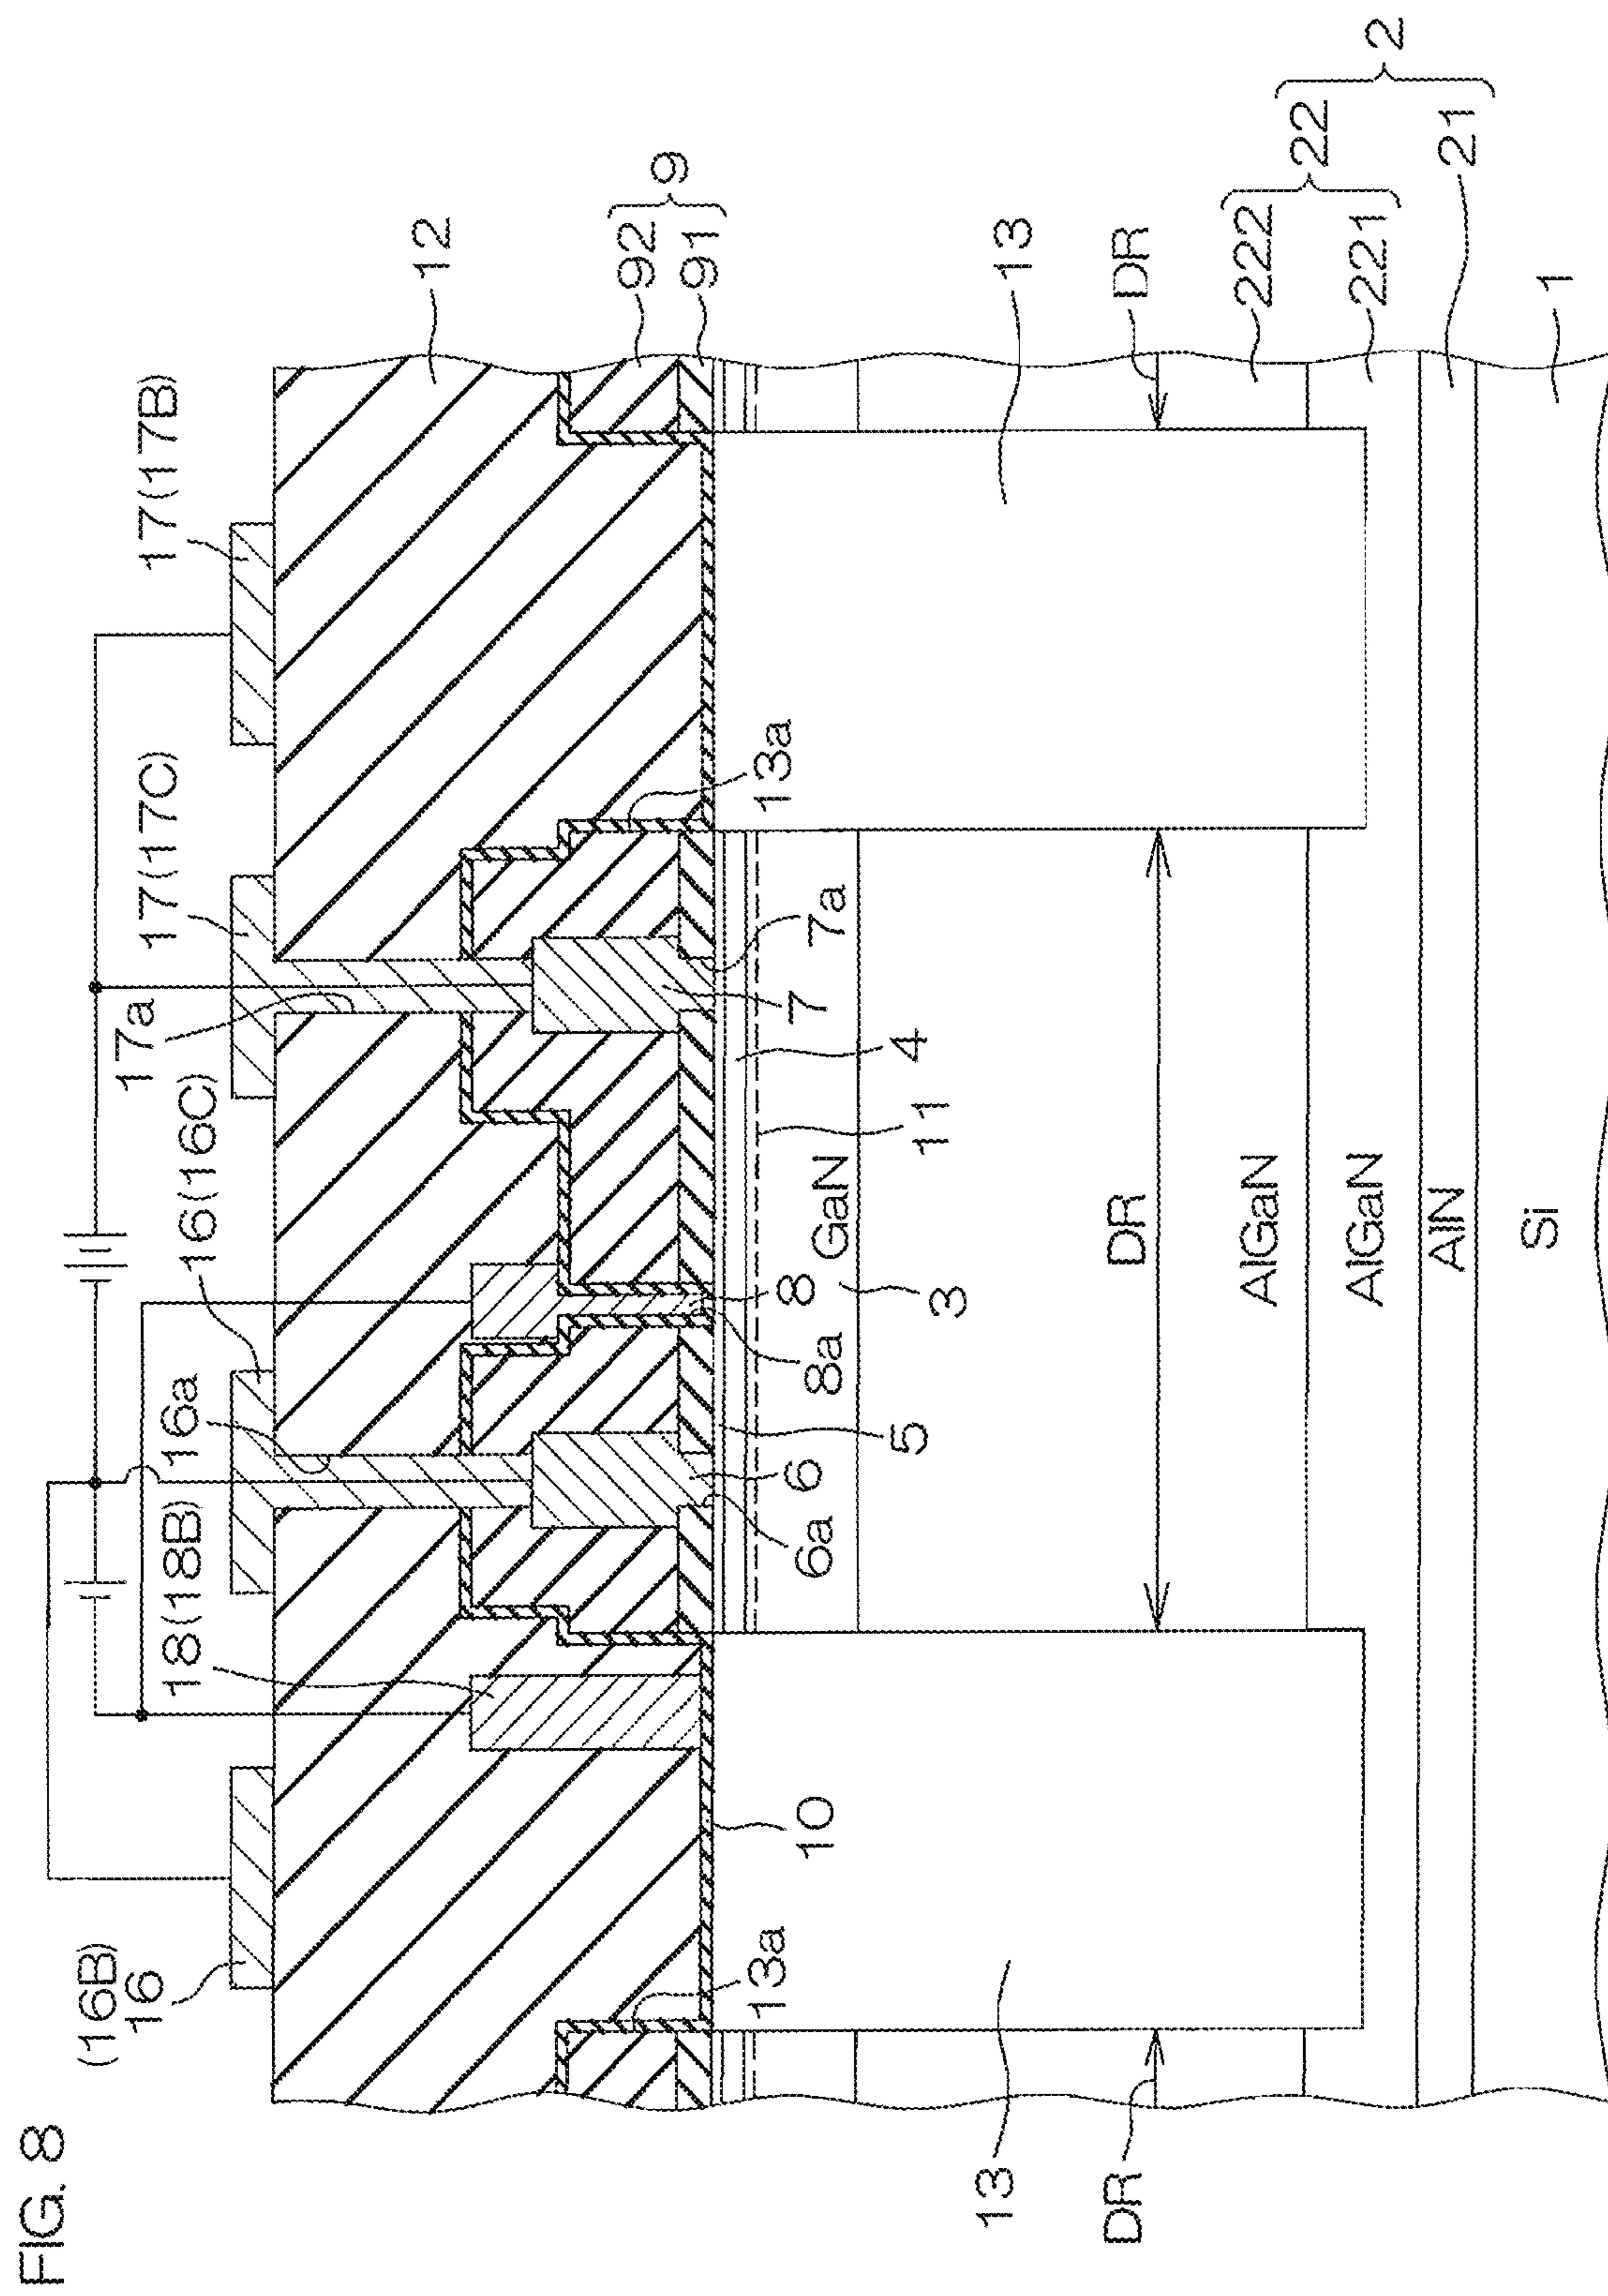 FIG. 8
(16B)
16
18(18B)
16a
16(16C)
17a
17(17C)
17(17B)
12
92
91
9
13a
10
6a
6
5
8a
8
3
GaN
11
4
7
7a
13a
13
13
DR
DR
DR
AlGaN
222
AlGaN
221
22
AlN
21
2
Si
1